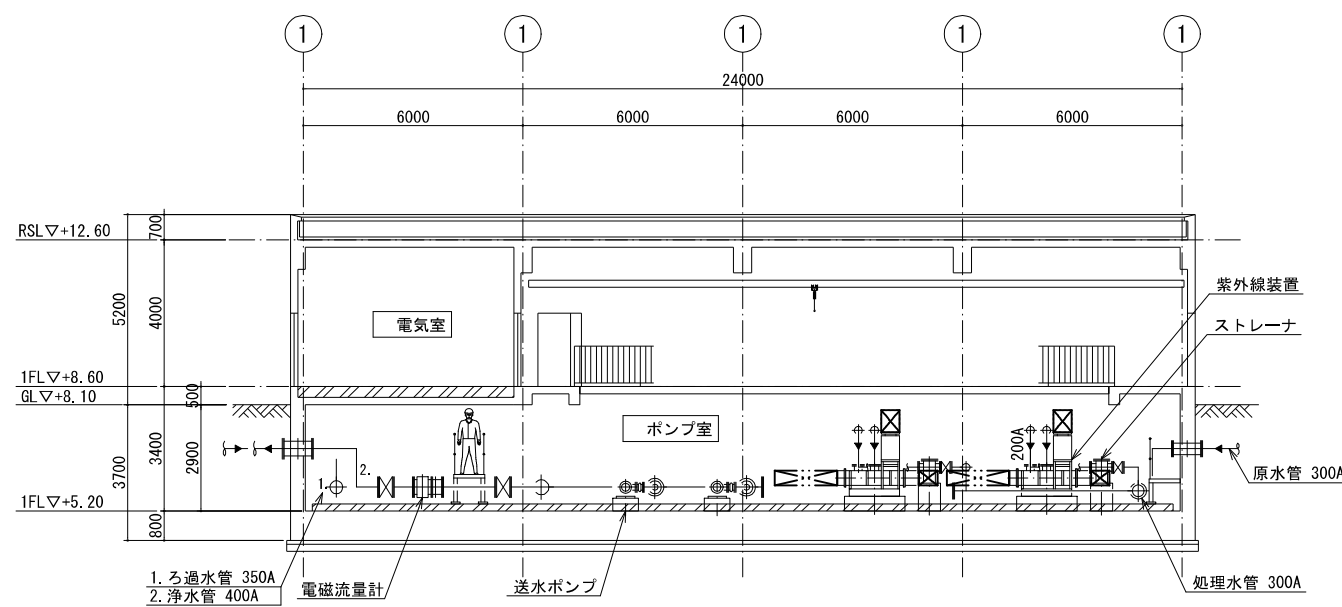 1 1 1 1 1
24000
6000 6000 6000 6000
RSL▽+12.60
700
5200
4000
紫外線装置
電気室
ストレーナ
1FL▽+8.60
GL▽+8.10
500
ポンプ室
200A
3700
3400
2900
2.
1.
原水管 300A
1FL▽+5.20
800
1. ろ過水管 350A
2. 浄水管 400A
電磁流量計
送水ポンプ
処理水管 300A